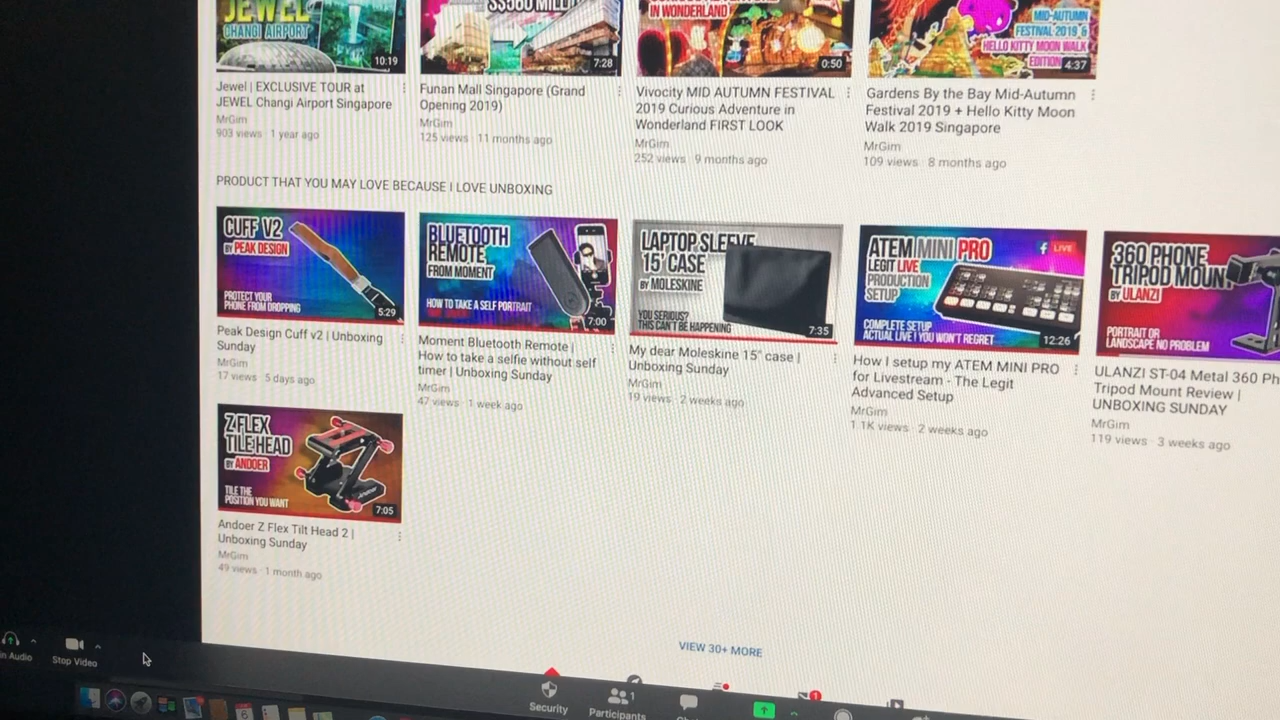 JEWEL
CHANGI AIRPORT
10:19
7:28
IN WONDERLAND
0:50
MID-AUTUMN
FESTIVAL 2019 &
HELLO KITTY MOON WALK
EDITION
4:37
Jewel | EXCLUSIVE TOUR at
JEWEL Changi Airport Singapore
MrGim
903 views · 1 year ago
Funan Mall Singapore (Grand
Opening 2019)
MrGim
125 views · 11 months ago
Vivocity MID AUTUMN FESTIVAL
2019 Curious Adventure in
Wonderland FIRST LOOK
MrGim
252 views · 9 months ago
Gardens By the Bay Mid-Autumn
Festival 2019 + Hello Kitty Moon
Walk 2019 Singapore
MrGim
109 views · 8 months ago
PRODUCT THAT YOU MAY LOVE BECAUSE I LOVE UNBOXING
CUFF V2
BY PEAK DESIGN
PROTECT YOUR
PHONE FROM DROPPING
5:29
BLUETOOTH
REMOTE
FROM MOMENT
HOW TO TAKE A SELF PORTRAIT
7:00
LAPTOP SLEEVE
15' CASE
BY MOLESKINE
YOU SERIOUS?
THIS CAN'T BE HAPPENING
7:35
ATEM MINI PRO
LEGIT LIVE
PRODUCTION
SETUP
f LIVE
COMPLETE SETUP
ACTUAL LIVE! YOU WON'T REGRET
12:26
360 PHONE
TRIPOD MOUNT
BY ULANZI
PORTRAIT OR
LANDSCAPE NO PROBLEM
Peak Design Cuff v2 | Unboxing
Sunday
MrGim
17 views · 5 days ago
Moment Bluetooth Remote |
How to take a selfie without self
timer | Unboxing Sunday
MrGim
47 views · 1 week ago
My dear Moleskine 15" case |
Unboxing Sunday
MrGim
19 views · 2 weeks ago
How I setup my ATEM MINI PRO
for Livestream - The Legit
Advanced Setup
MrGim
1.1K views · 2 weeks ago
ULANZI ST-04 Metal 360 Ph
Tripod Mount Review |
UNBOXING SUNDAY
MrGim
119 views · 3 weeks ago
Z FLEX
TILE HEAD
BY ANDOER
TILE THE
POSITION YOU WANT
7:05
Andoer Z Flex Tilt Head 2 |
Unboxing Sunday
MrGim
49 views · 1 month ago
VIEW 30+ MORE
in Audio
Stop Video
Security
1
Participants
1
6